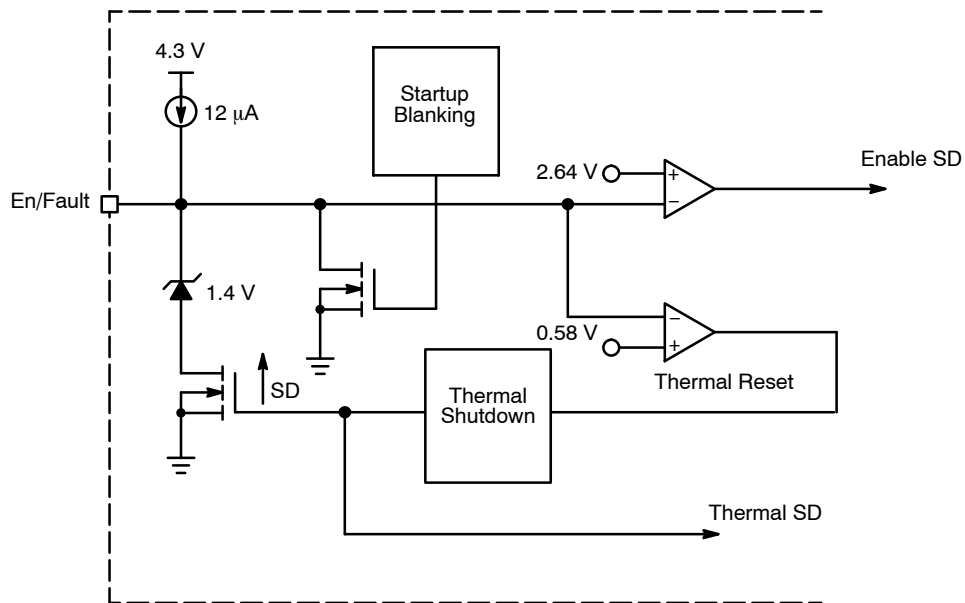 4.3 V
12 μA
Startup
Blanking
2.64 V
+
−
Enable SD
En/Fault
1.4 V
−
0.58 V
+
Thermal Reset
SD
Thermal
Shutdown
Thermal SD